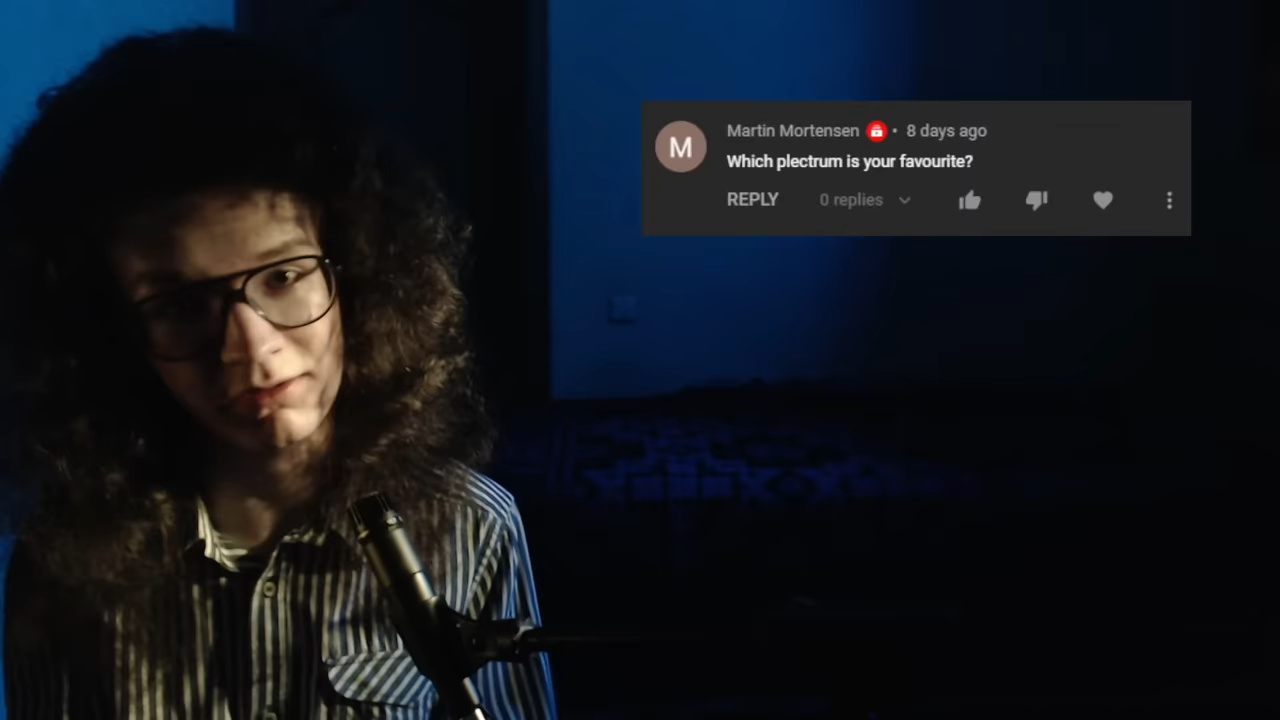 M
Martin Mortensen • 8 days ago
Which plectrum is your favourite?
REPLY 0 replies